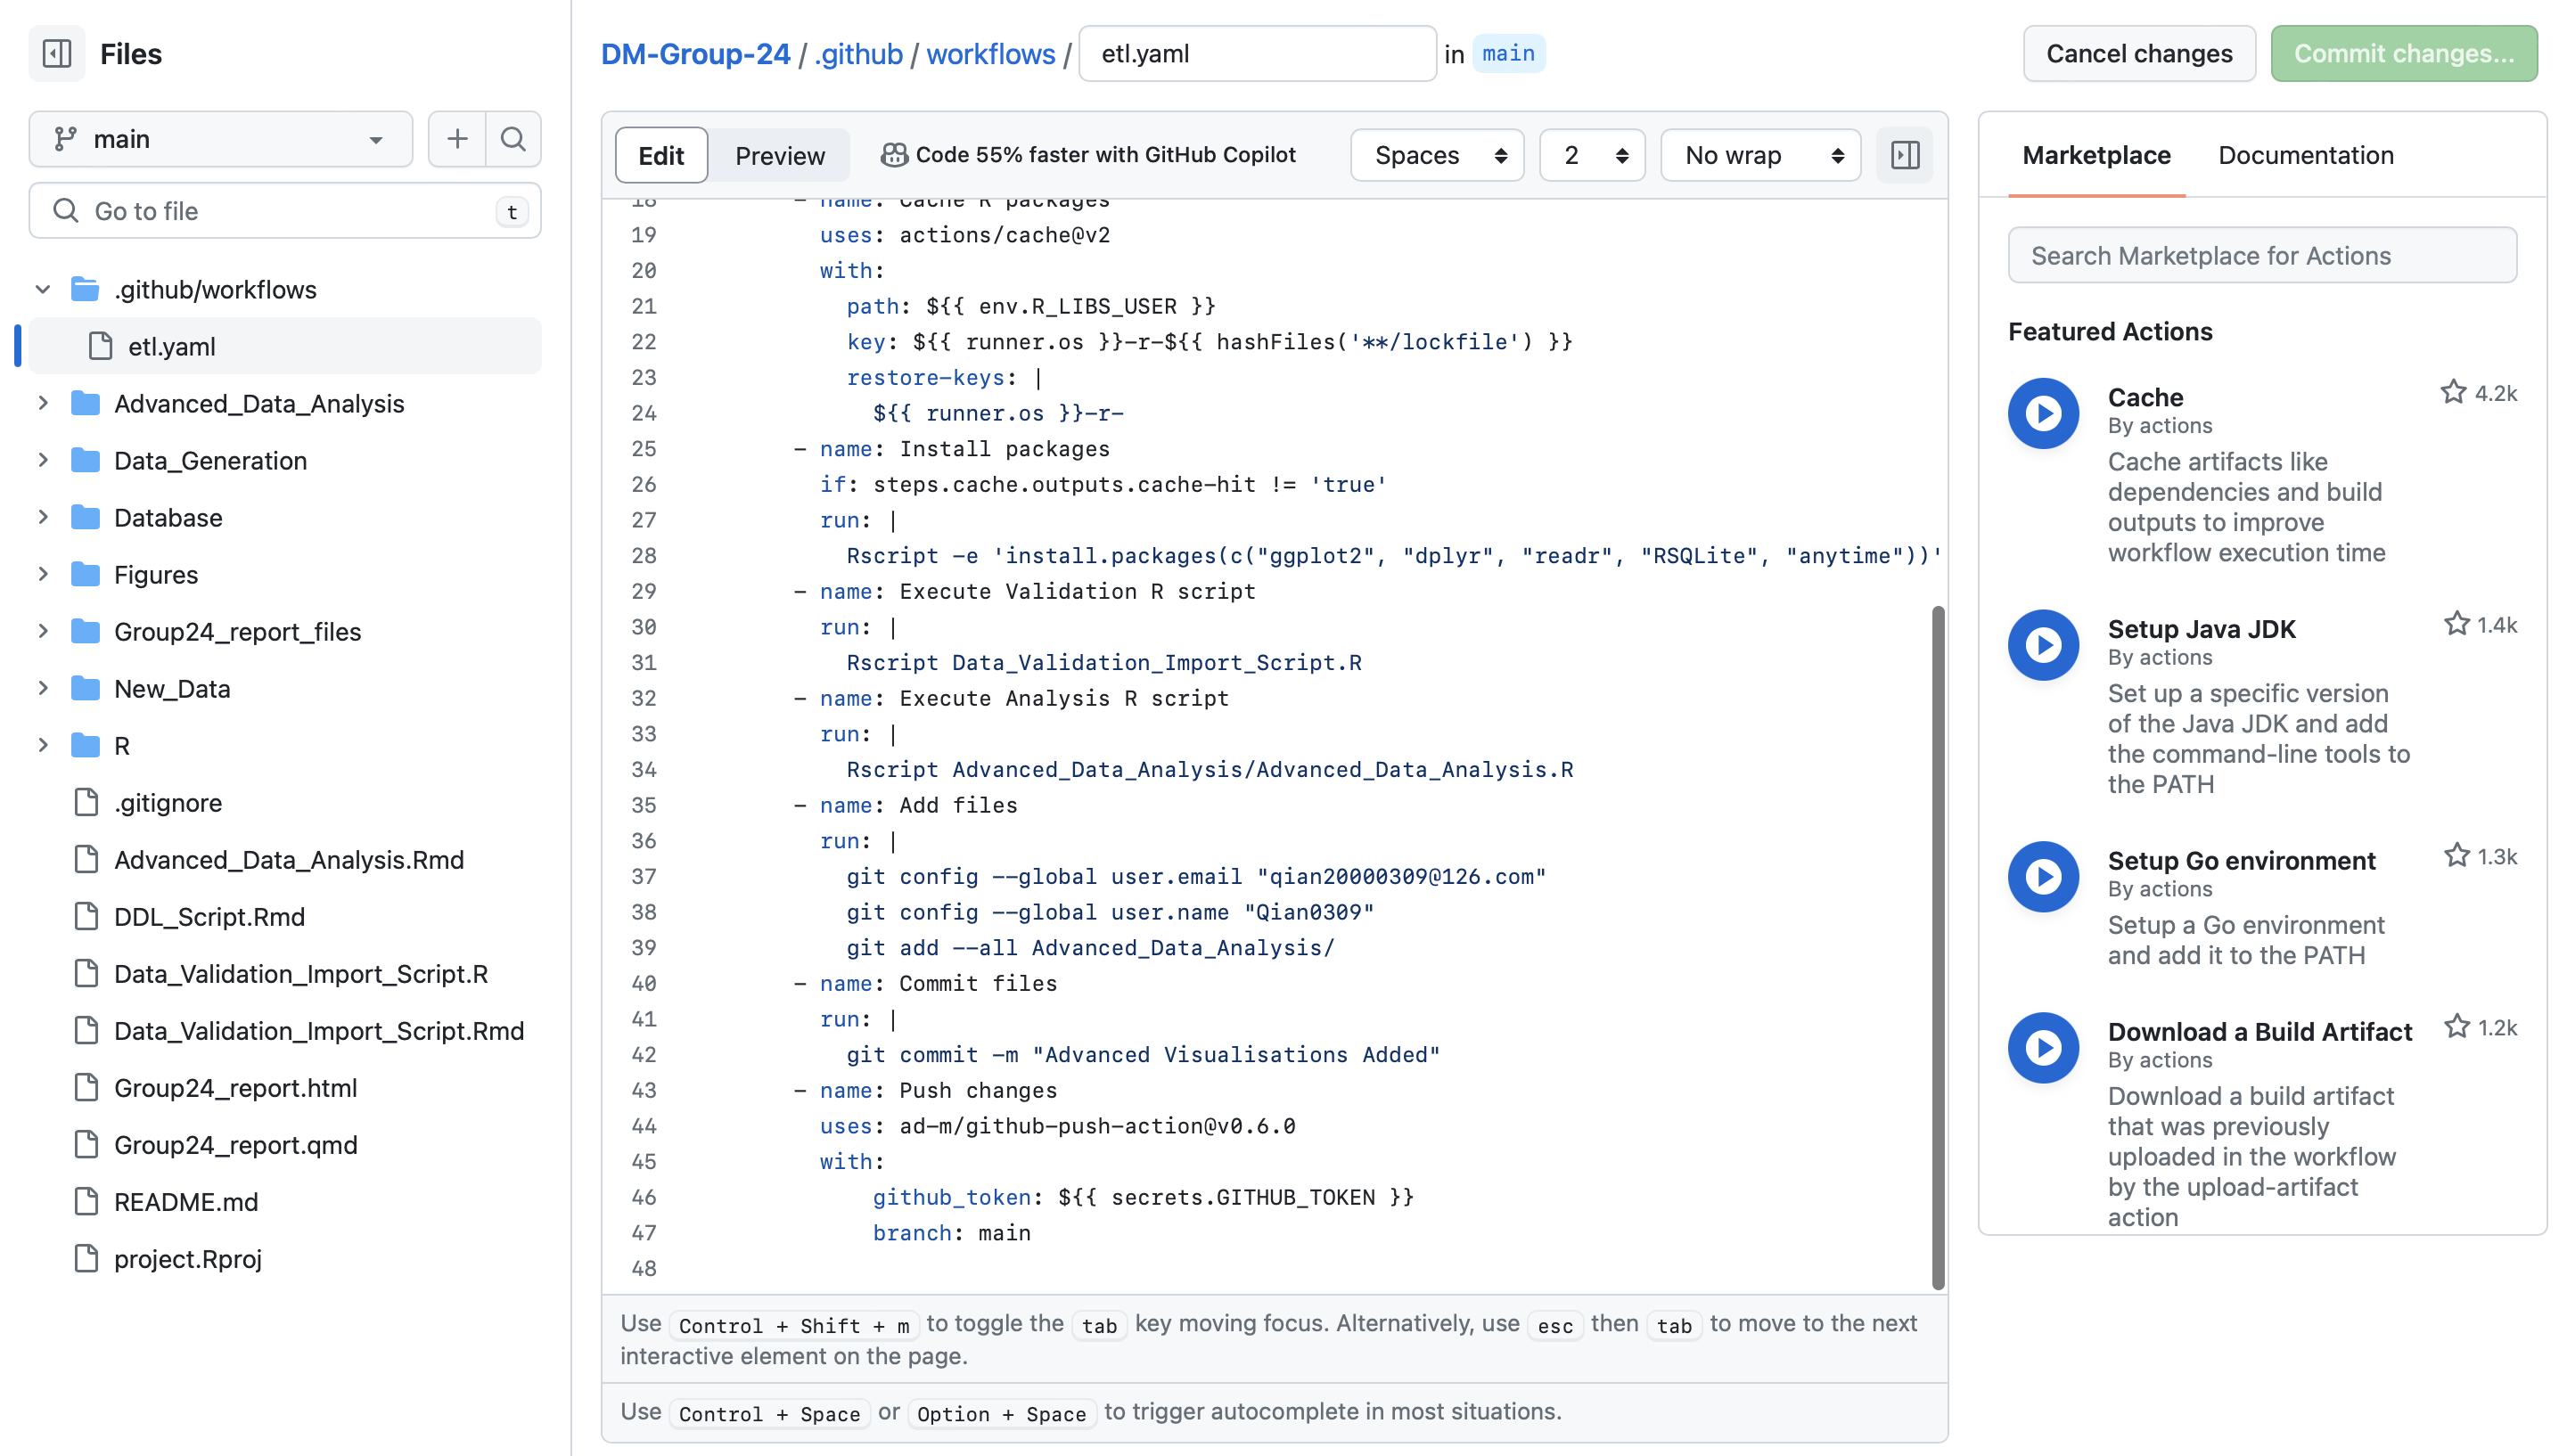 Files
main
Go to file
t
.github/workflows
etl.yaml
Advanced_Data_Analysis
Data_Generation
Database
Figures
Group24_report_files
New_Data
R
.gitignore
Advanced_Data_Analysis.Rmd
DDL_Script.Rmd
Data_Validation_Import_Script.R
Data_Validation_Import_Script.Rmd
Group24_report.html
Group24_report.qmd
README.md
project.Rproj
DM-Group-24 / .github / workflows / etl.yaml in main
Cancel changes
Commit changes...
Edit
Preview
Code 55% faster with GitHub Copilot
Spaces
2
No wrap
18 - name: Cache R packages
19 uses: actions/cache@v2
20 with:
21 path: ${{ env.R_LIBS_USER }}
22 key: ${{ runner.os }}-r-${{ hashFiles('**/lockfile') }}
23 restore-keys: |
24 ${{ runner.os }}-r-
25 - name: Install packages
26 if: steps.cache.outputs.cache-hit != 'true'
27 run: |
28 Rscript -e 'install.packages(c("ggplot2", "dplyr", "readr", "RSQLite", "anytime"))'
29 - name: Execute Validation R script
30 run: |
31 Rscript Data_Validation_Import_Script.R
32 - name: Execute Analysis R script
33 run: |
34 Rscript Advanced_Data_Analysis/Advanced_Data_Analysis.R
35 - name: Add files
36 run: |
37 git config --global user.email "qian20000309@126.com"
38 git config --global user.name "Qian0309"
39 git add --all Advanced_Data_Analysis/
40 - name: Commit files
41 run: |
42 git commit -m "Advanced Visualisations Added"
43 - name: Push changes
44 uses: ad-m/github-push-action@v0.6.0
45 with:
46 github_token: ${{ secrets.GITHUB_TOKEN }}
47 branch: main
48
Use Control + Shift + m to toggle the tab key moving focus. Alternatively, use esc then tab to move to the next
interactive element on the page.
Use Control + Space or Option + Space to trigger autocomplete in most situations.
Marketplace
Documentation
Search Marketplace for Actions
Featured Actions
Cache
4.2k
By actions
Cache artifacts like
dependencies and build
outputs to improve
workflow execution time
Setup Java JDK
1.4k
By actions
Set up a specific version
of the Java JDK and add
the command-line tools to
the PATH
Setup Go environment
1.3k
By actions
Setup a Go environment
and add it to the PATH
Download a Build Artifact
1.2k
By actions
Download a build artifact
that was previously
uploaded in the workflow
by the upload-artifact
action